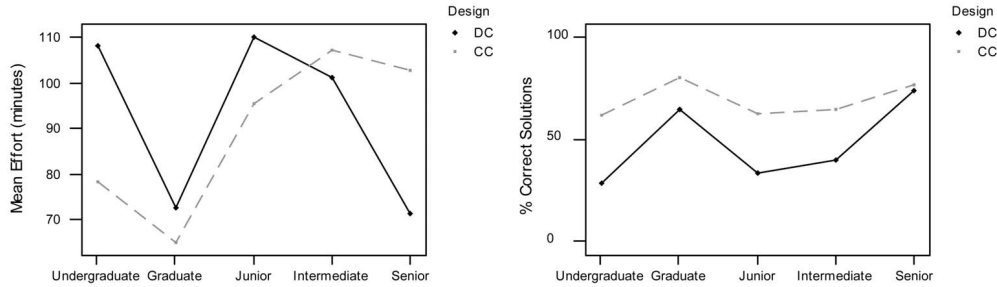 Design
DC
CC
Mean Effort (minutes)
110
100
90
80
70
Undergraduate Graduate Junior Intermediate Senior
Design
DC
CC
% Correct Solutions
100
50
0
Undergraduate Graduate Junior Intermediate Senior